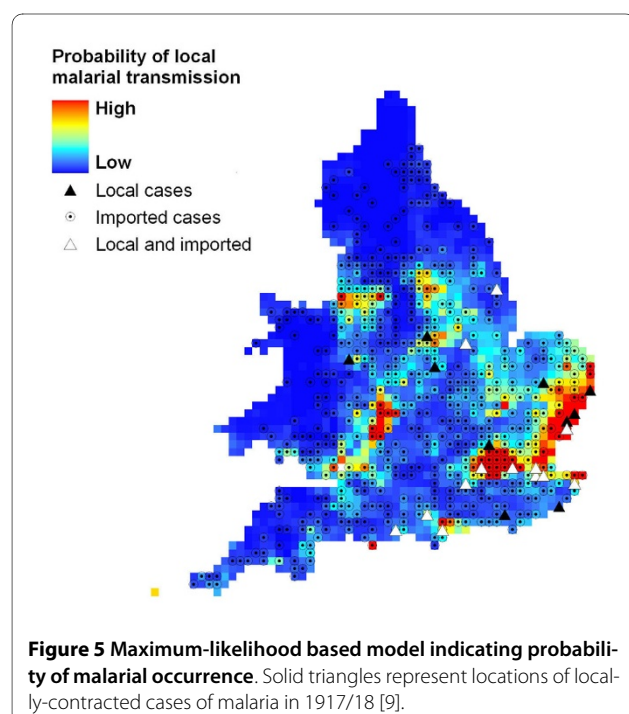 Probability of local
malarial transmission
High
Low
Local cases
Imported cases
Local and imported
Figure 5 Maximum-likelihood based model indicating probabili-
ty of malarial occurrence. Solid triangles represent locations of local-
ly-contracted cases of malaria in 1917/18 [9].